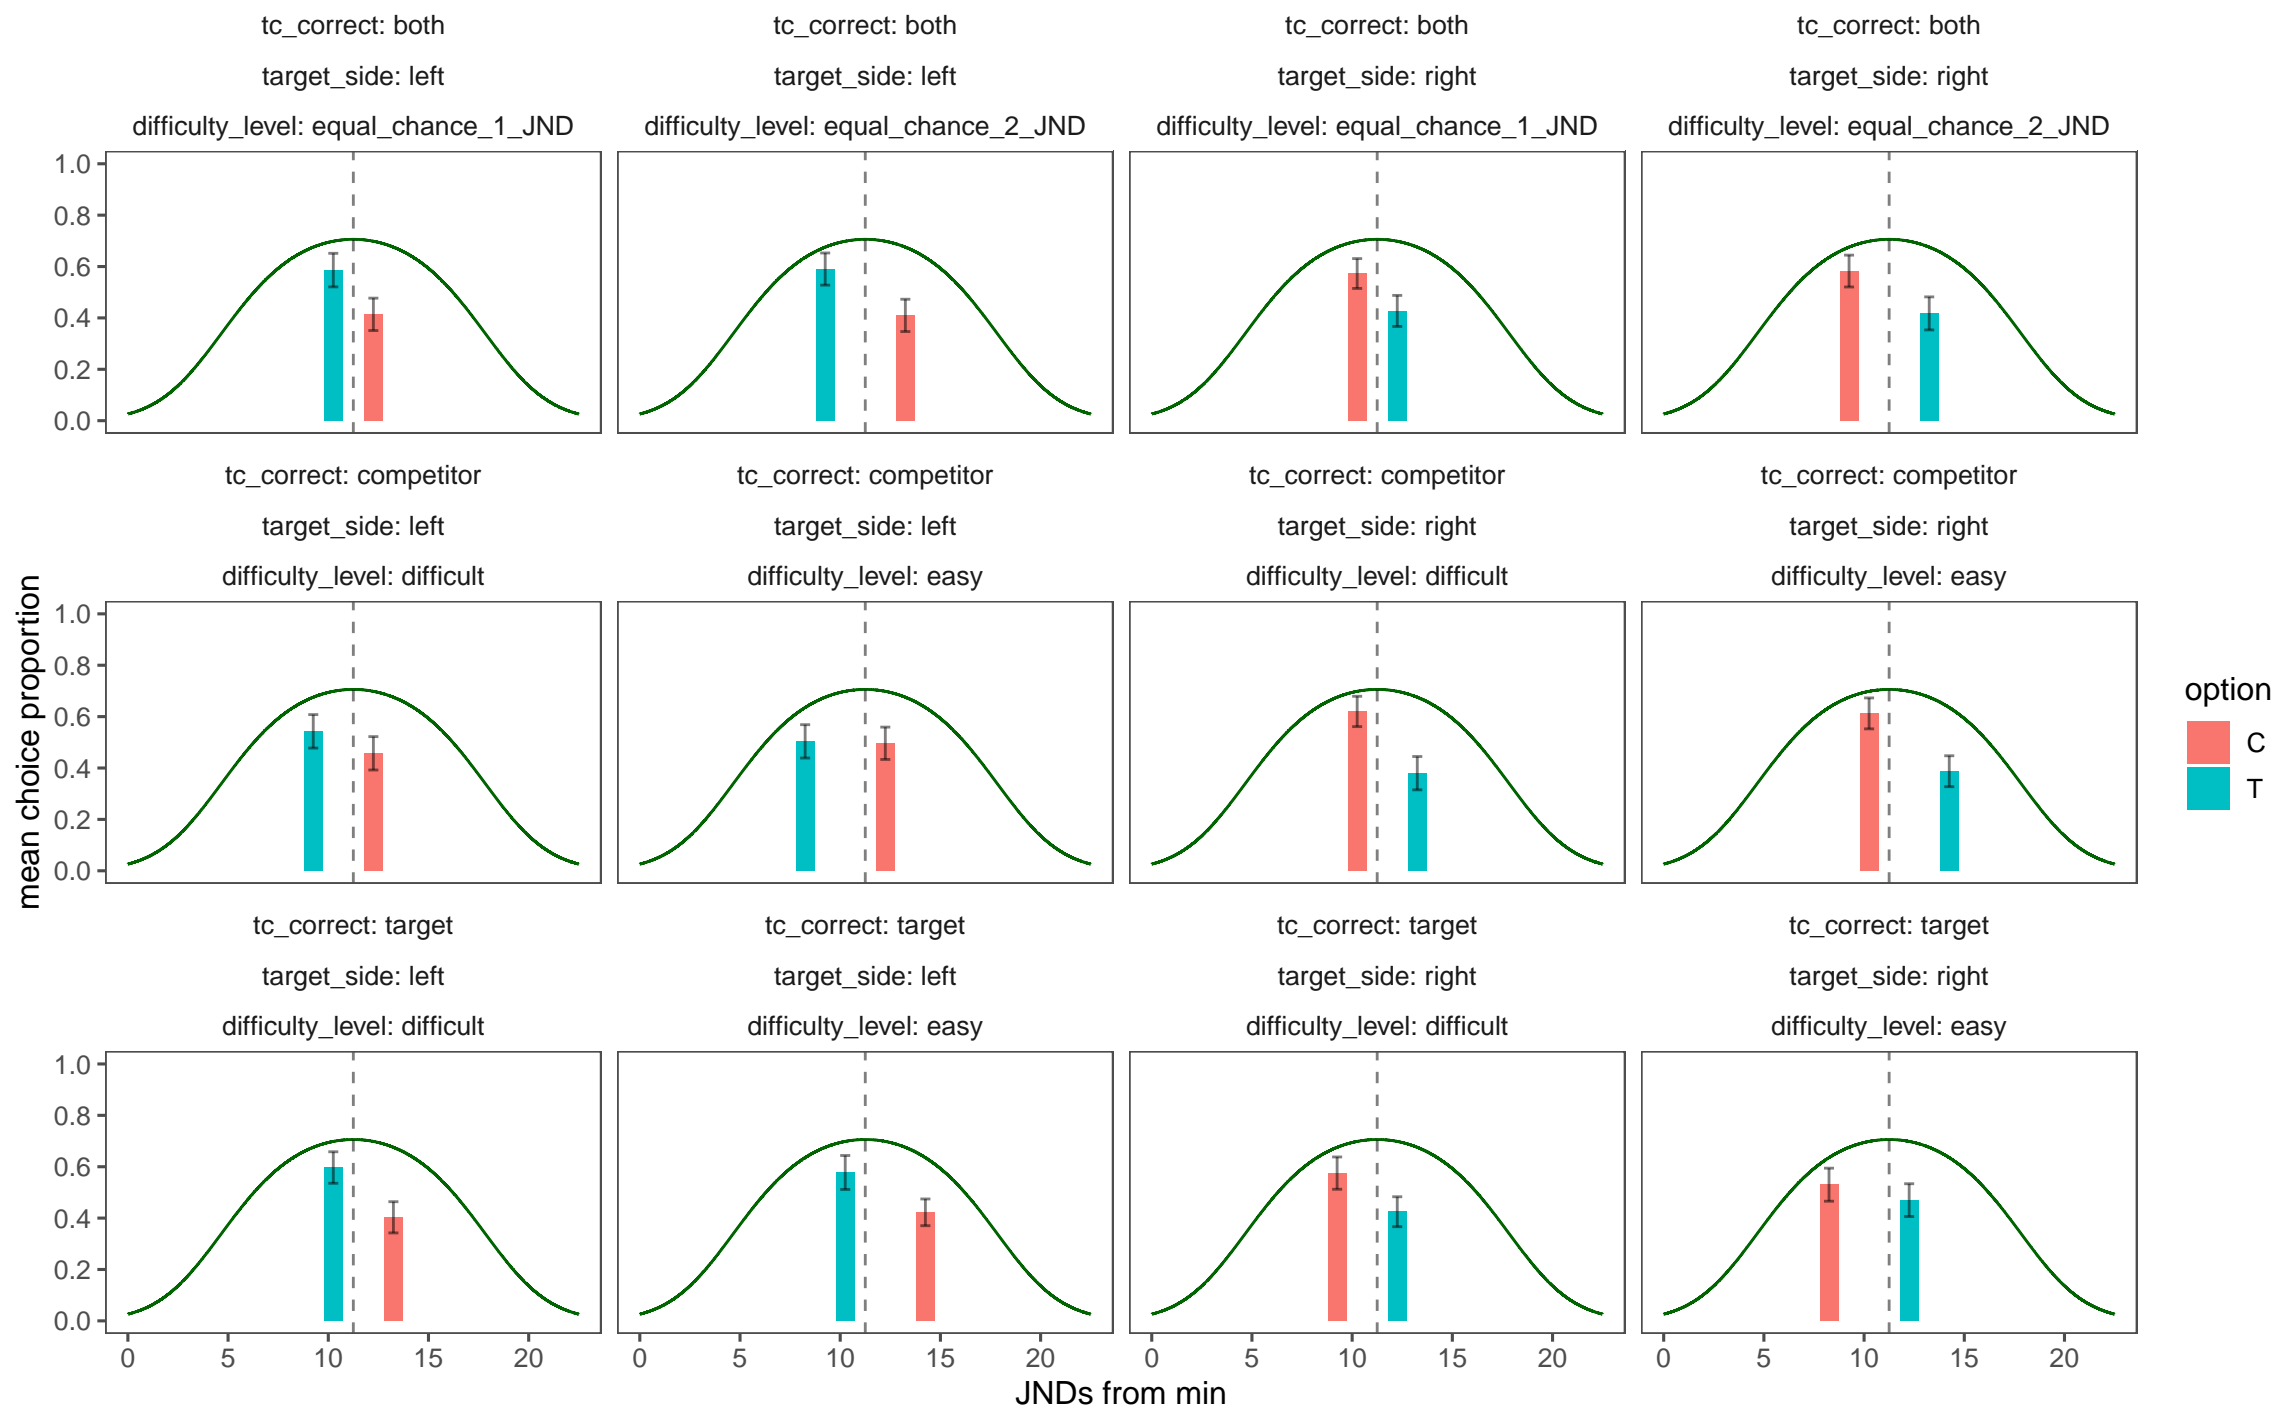 tc_correct: both
target_side: left
difficulty_level: equal_chance_1_JND
tc_correct: both
target_side: left
difficulty_level: equal_chance_2_JND
tc_correct: both
target_side: right
difficulty_level: equal_chance_1_JND
tc_correct: both
target_side: right
difficulty_level: equal_chance_2_JND
1.0
0.8
0.6
0.4
0.2
0.0
tc_correct: competitor
target_side: left
difficulty_level: difficult
tc_correct: competitor
target_side: left
difficulty_level: easy
tc_correct: competitor
target_side: right
difficulty_level: difficult
tc_correct: competitor
target_side: right
difficulty_level: easy
1.0
0.8
0.6
0.4
0.2
0.0
tc_correct: target
target_side: left
difficulty_level: difficult
tc_correct: target
target_side: left
difficulty_level: easy
tc_correct: target
target_side: right
difficulty_level: difficult
tc_correct: target
target_side: right
difficulty_level: easy
1.0
0.8
0.6
0.4
0.2
0.0
0 5 10 15 20
0 5 10 15 20
0 5 10 15 20
0 5 10 15 20
JNDs from min
mean choice proportion
option
C
T